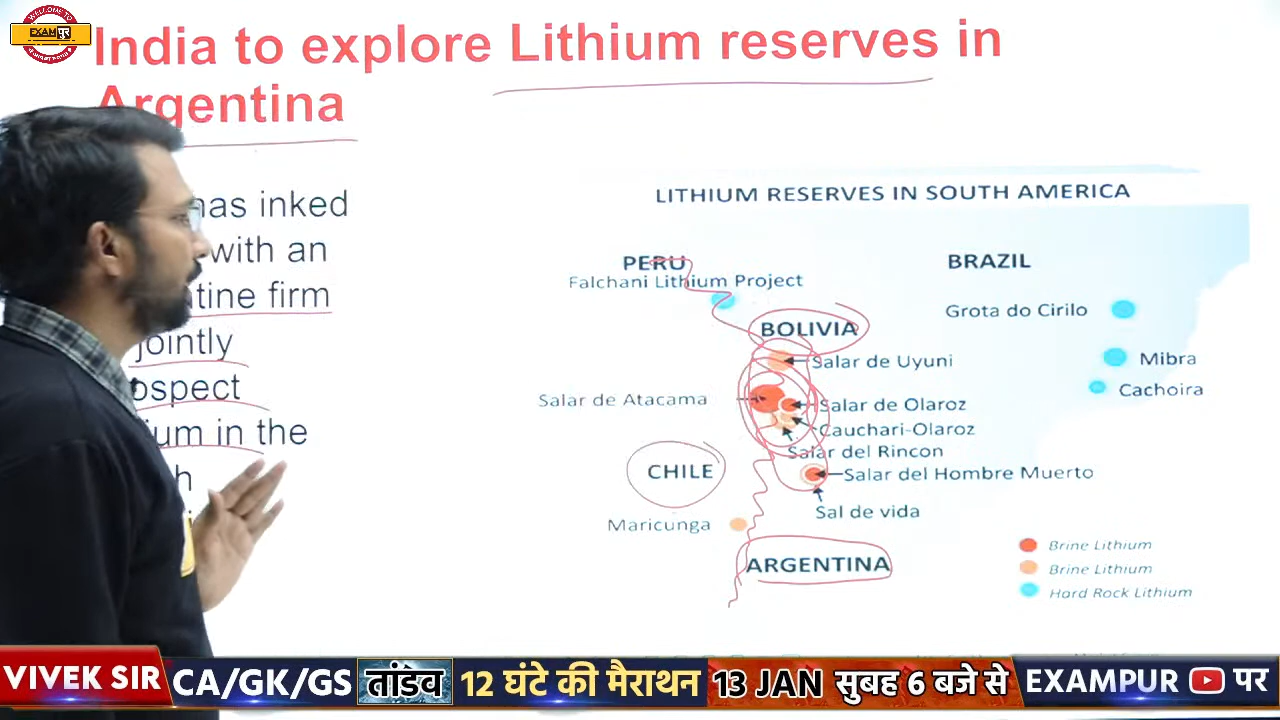 WELCOME TO
EXAMपुर
India to explore Lithium reserves in
Argentina
has inked
with an
tine firm
jointly
ospect
ium in the
h
LITHIUM RESERVES IN SOUTH AMERICA
PERU
Falchani Lithium Project
BRAZIL
Grota do Cirilo
BOLIVIA
Salar de Uyuni
Mibra
Cachoira
Salar de Atacama
Salar de Olaroz
Cauchari-Olaroz
Salar del Rincon
CHILE
Salar del Hombre Muerto
Sal de vida
Maricunga
ARGENTINA
Brine Lithium
Brine Lithium
Hard Rock Lithium
VIVEK SIR CA/GK/GS तांडव 12 घंटे की मैराथन 13 JAN सुबह 6 बजे से EXAMPUR पर